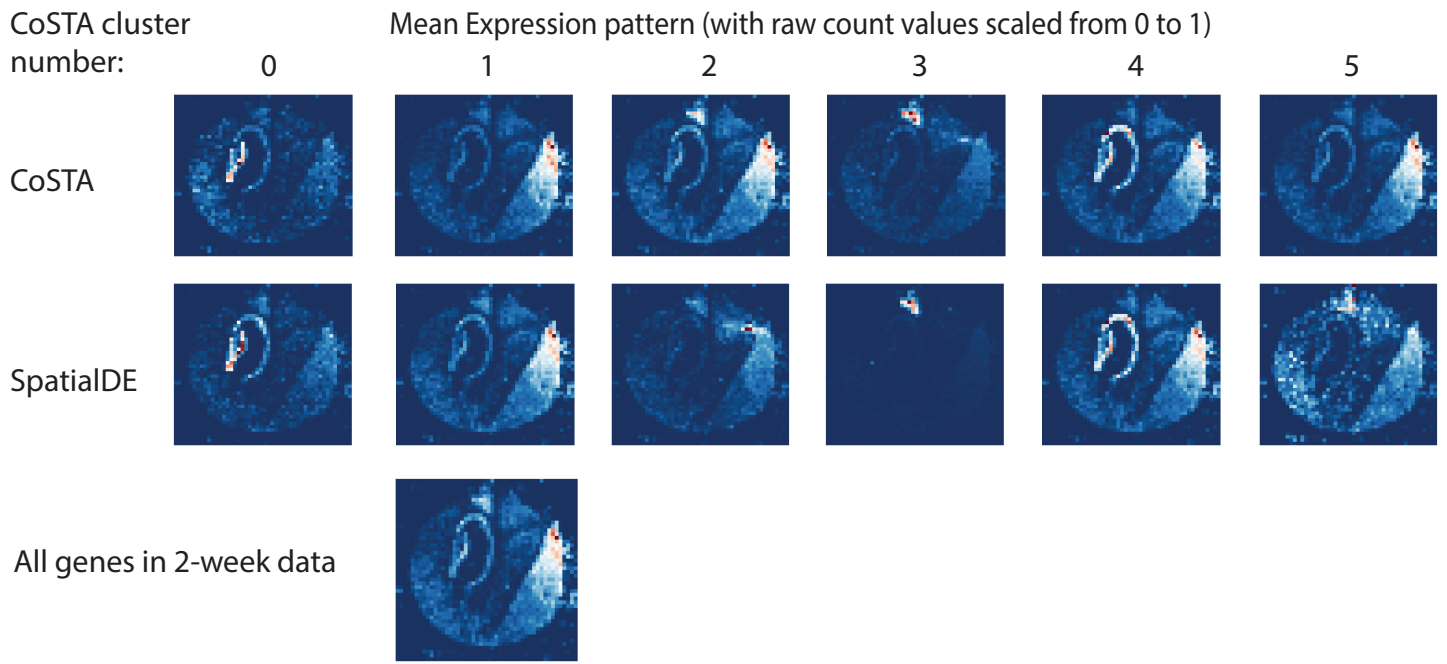 CoSTA cluster
number:
Mean Expression pattern (with raw count values scaled from 0 to 1)
0 1 2 3 4 5
CoSTA
SpatialDE
All genes in 2-week data